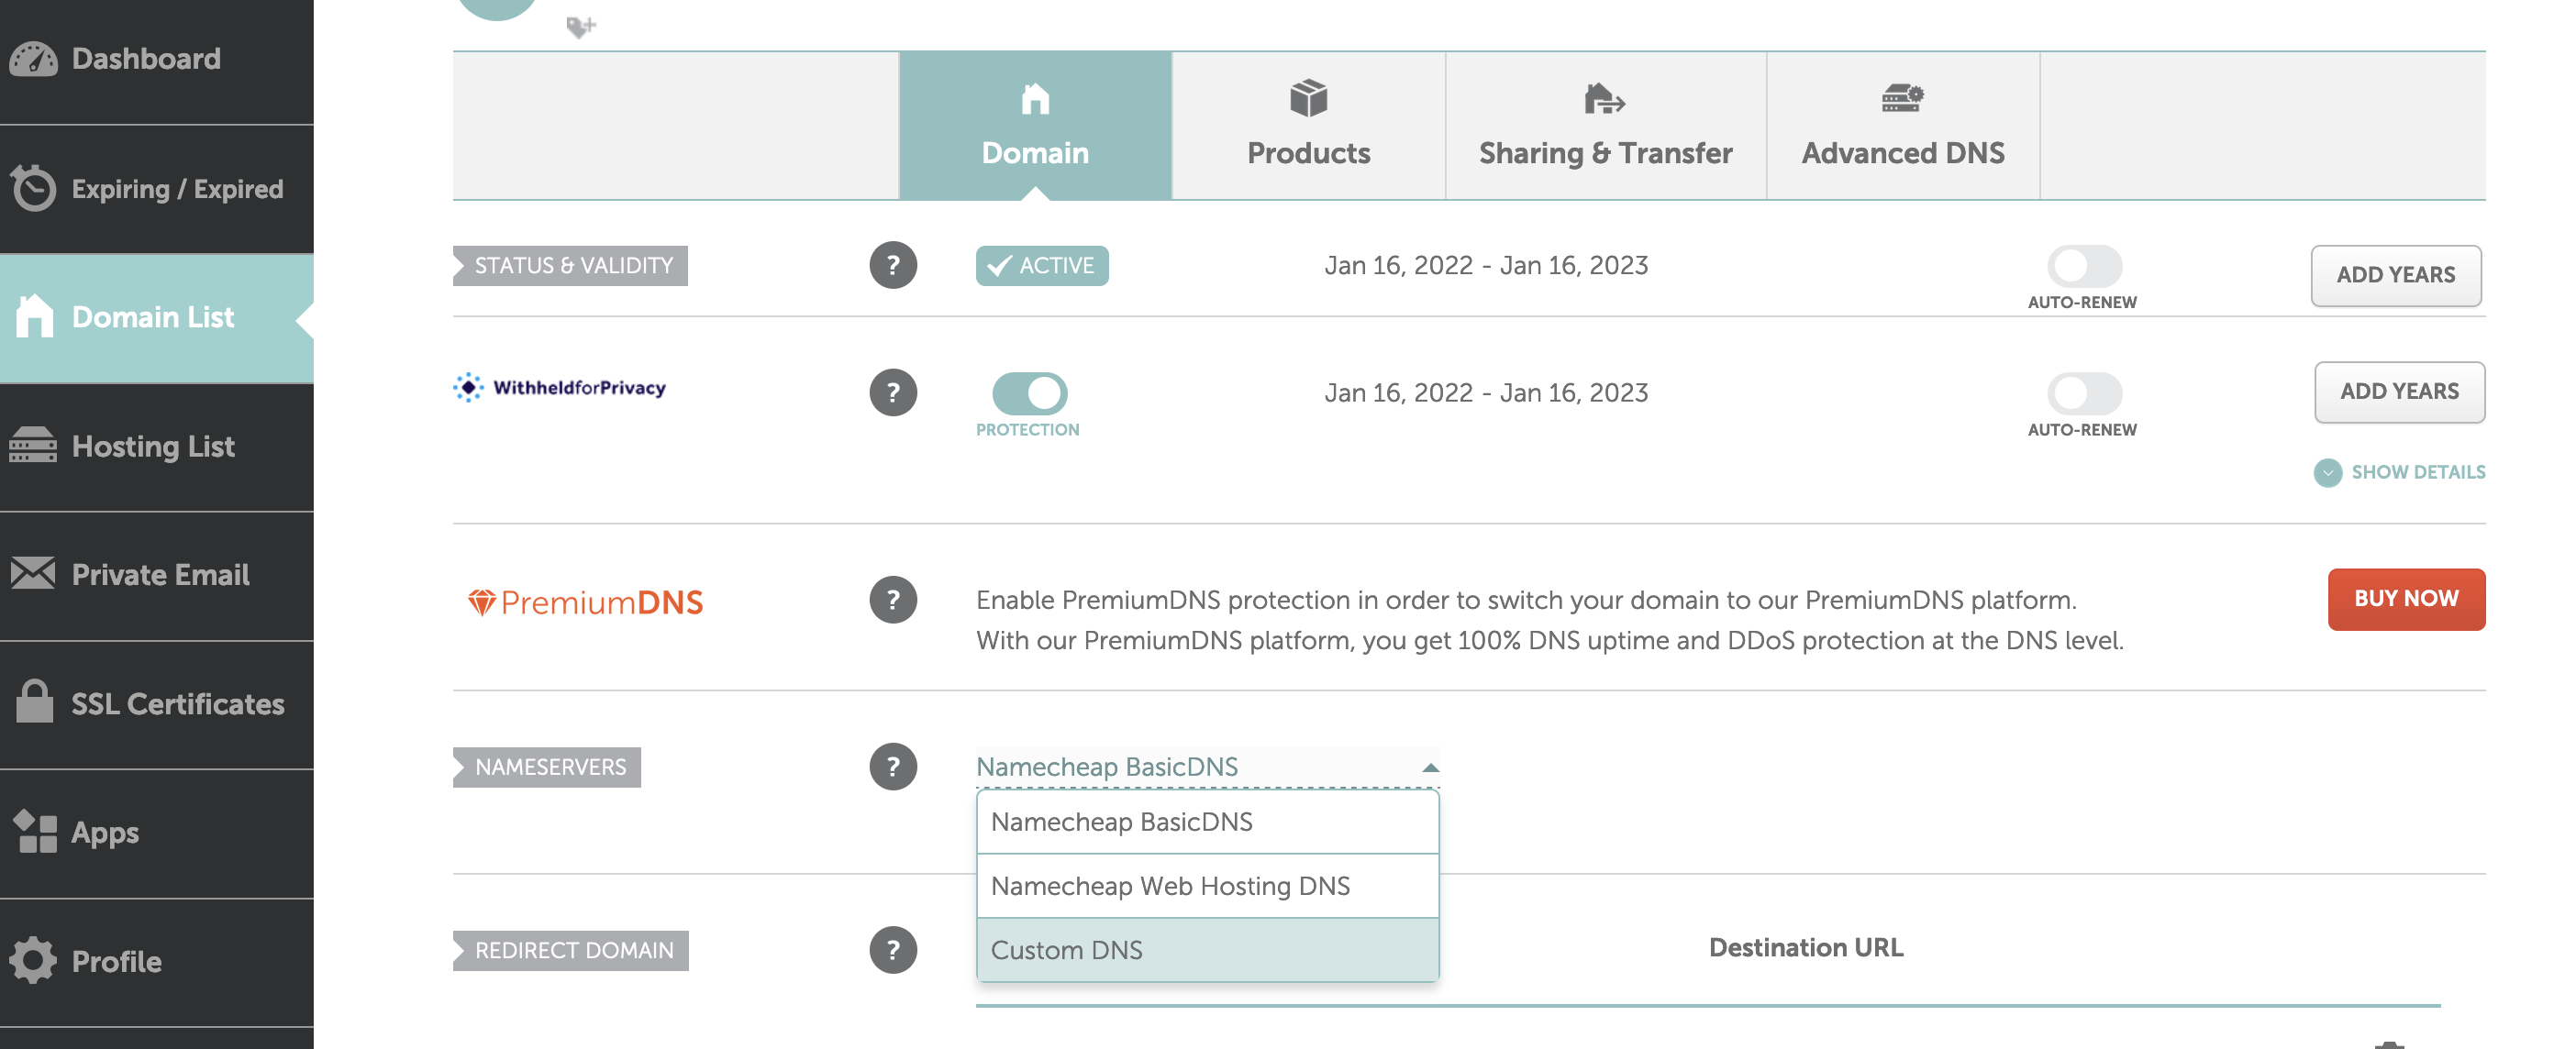 Dashboard
Expiring / Expired
Domain List
Hosting List
Private Email
SSL Certificates
Apps
Profile
Domain
Products
Sharing & Transfer
Advanced DNS
STATUS & VALIDITY
?
ACTIVE
Jan 16, 2022 - Jan 16, 2023
AUTO-RENEW
ADD YEARS
WithheldforPrivacy
?
PROTECTION
Jan 16, 2022 - Jan 16, 2023
AUTO-RENEW
ADD YEARS
SHOW DETAILS
PremiumDNS
?
Enable PremiumDNS protection in order to switch your domain to our PremiumDNS platform.
With our PremiumDNS platform, you get 100% DNS uptime and DDoS protection at the DNS level.
BUY NOW
NAMESERVERS
?
Namecheap BasicDNS
Namecheap BasicDNS
Namecheap Web Hosting DNS
Custom DNS
REDIRECT DOMAIN
?
Destination URL